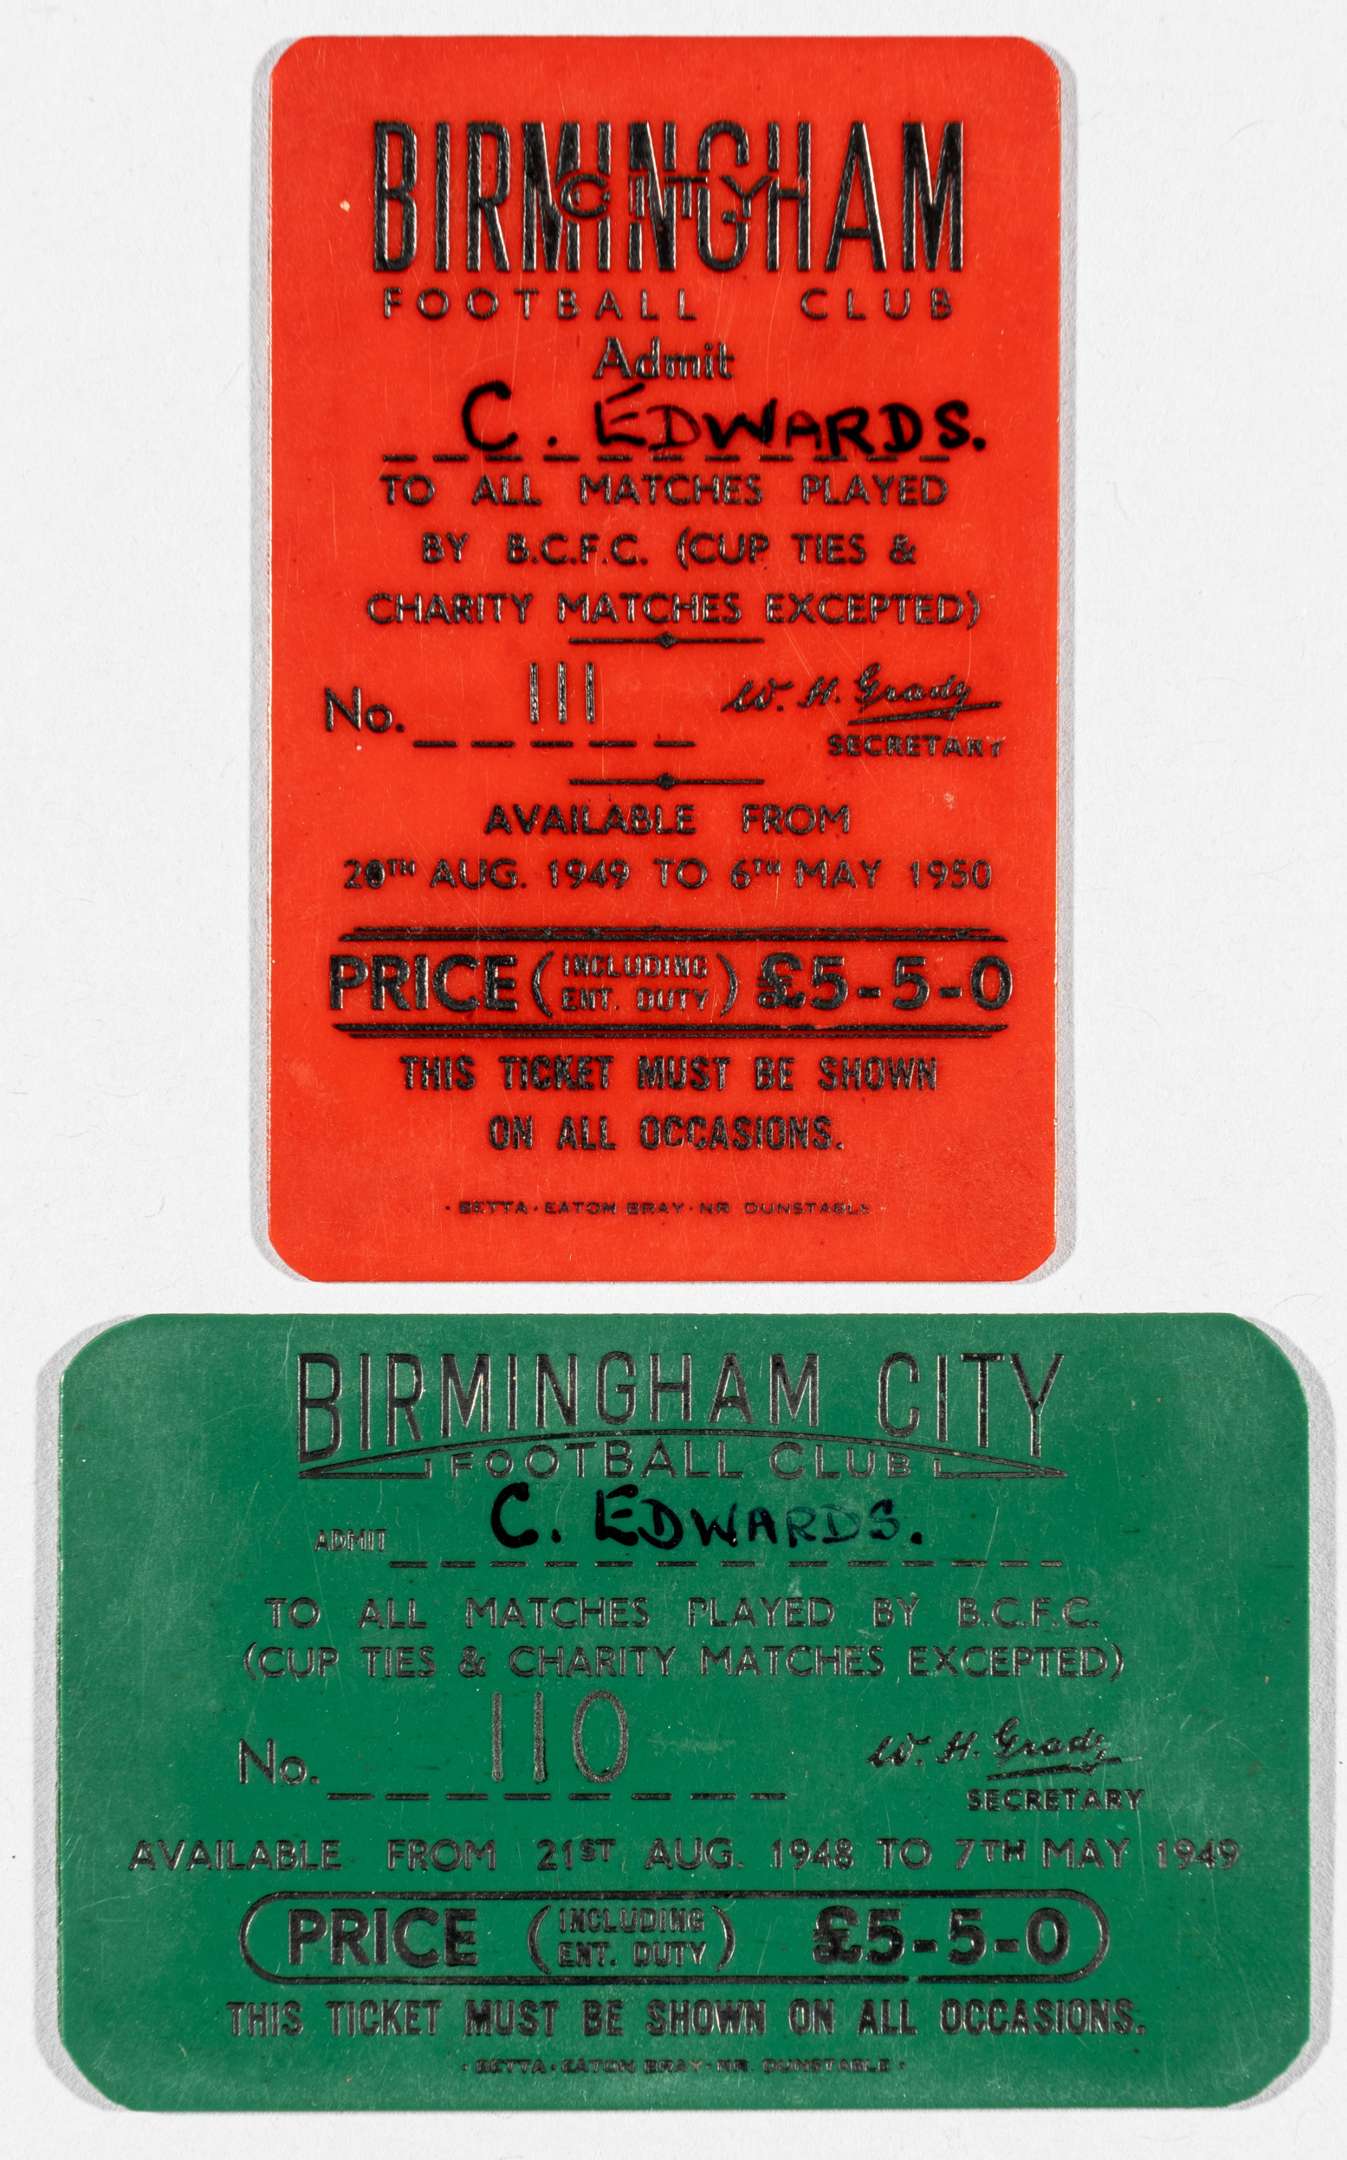 BIRMINGHAM
CITY
FOOTBALL CLUB
Admit
C. EDWARDS.
TO ALL MATCHES PLAYED
BY B.C.F.C. (CUP TIES &
CHARITY MATCHES EXCEPTED)
No. 111
W. H. Grady
SECRETARY
AVAILABLE FROM
20TH AUG. 1949 TO 6TH MAY 1950
PRICE (INCLUDING ENT. DUTY) £5-5-0
THIS TICKET MUST BE SHOWN
ON ALL OCCASIONS.
· BETTA · EATON BRAY · NR DUNSTABLE ·
BIRMINGHAM CITY
FOOTBALL CLUB
ADMIT C. EDWARDS.
TO ALL MATCHES PLAYED BY B.C.F.C.
(CUP TIES & CHARITY MATCHES EXCEPTED)
No. 110
W. H. Grady
SECRETARY
AVAILABLE FROM 21ST AUG. 1948 TO 7TH MAY 1949
PRICE (INCLUDING ENT. DUTY) £5-5-0
THIS TICKET MUST BE SHOWN ON ALL OCCASIONS.
· BETTA · EATON BRAY · NR DUNSTABLE ·